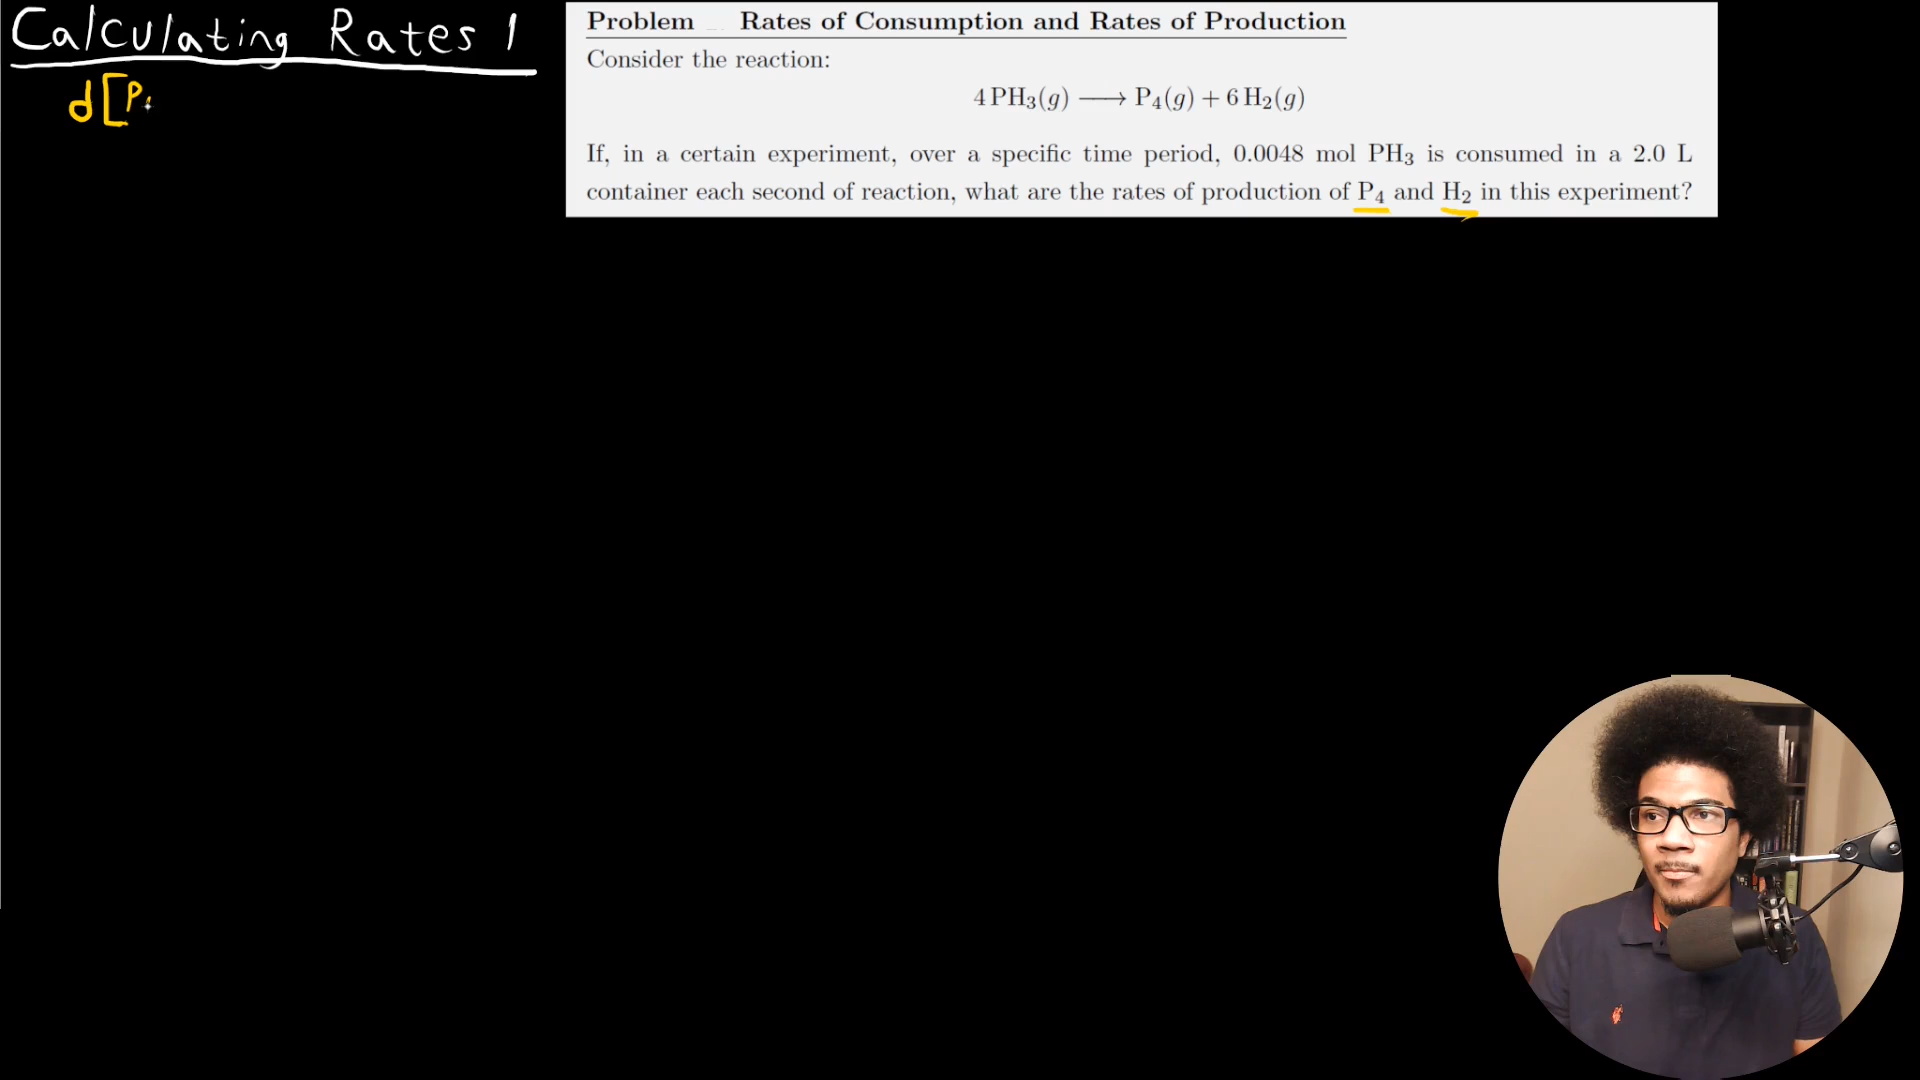 Calculating Rates 1
d[P
Problem Rates of Consumption and Rates of Production
Consider the reaction:
4 PH₃(g) ⟶ P₄(g) + 6 H₂(g)
If, in a certain experiment, over a specific time period, 0.0048 mol PH₃ is consumed in a 2.0 L
container each second of reaction, what are the rates of production of P₄ and H₂ in this experiment?